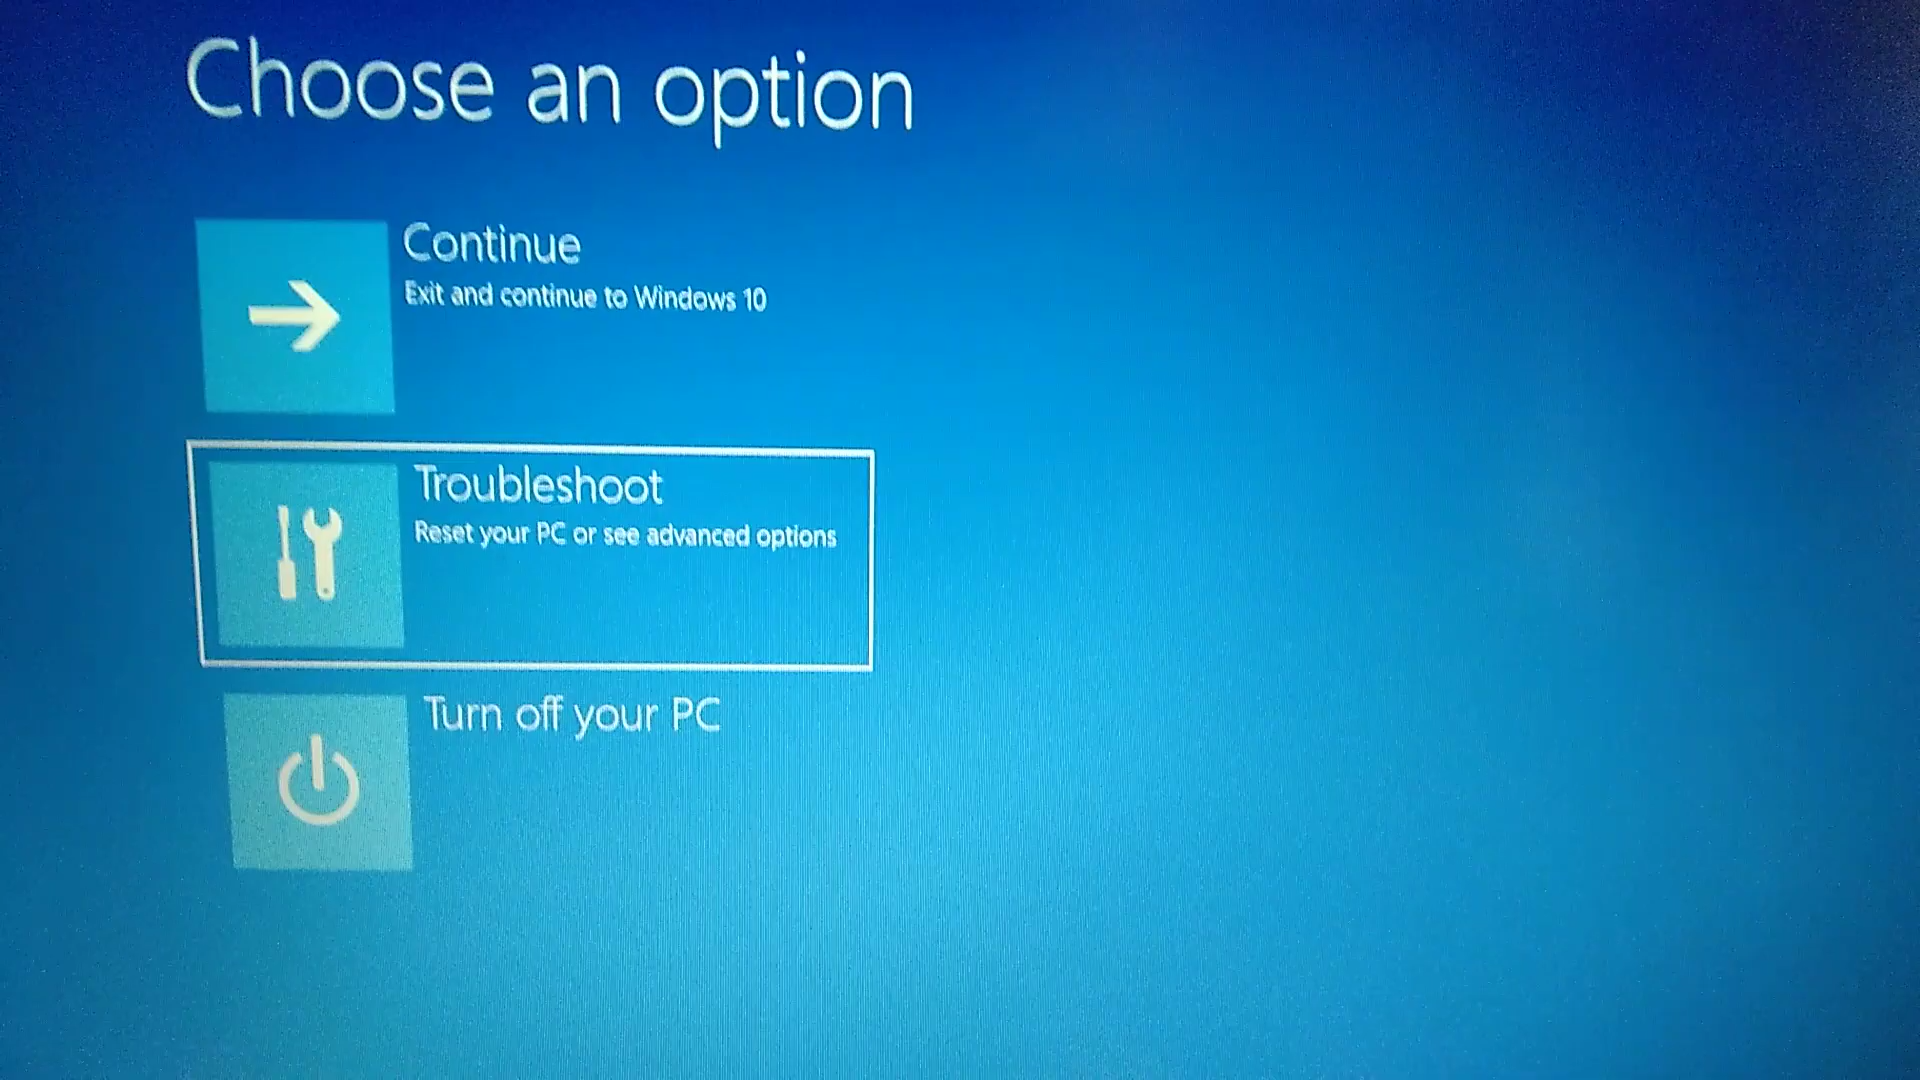 Choose an option
Continue
Exit and continue to Windows 10
Troubleshoot
Reset your PC or see advanced options
Turn off your PC